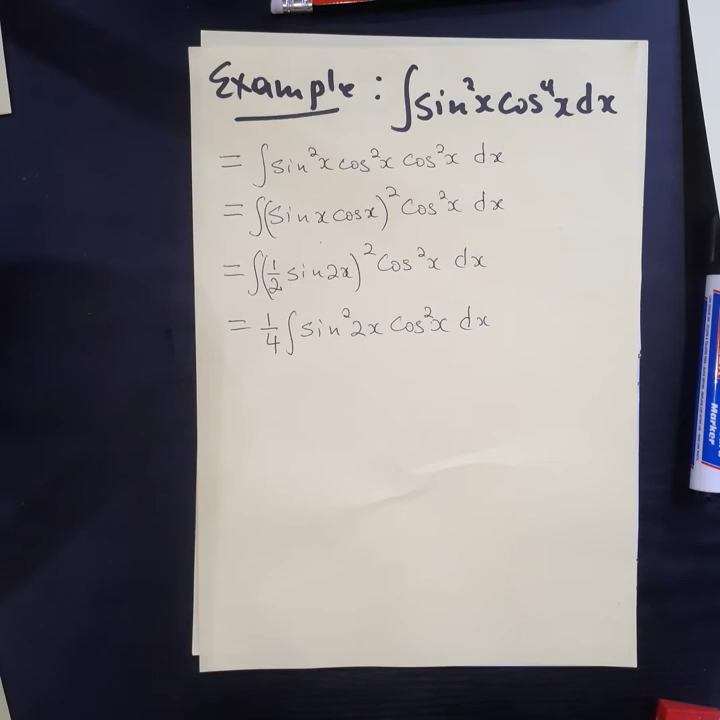 Example : ∫sin²x cos⁴x dx
= ∫sin²x cos²x cos²x dx
= ∫(sin x cos x)² cos²x dx
= ∫(½ sin 2x)² cos²x dx
= ¼ ∫ sin²2x cos²x dx
Marker